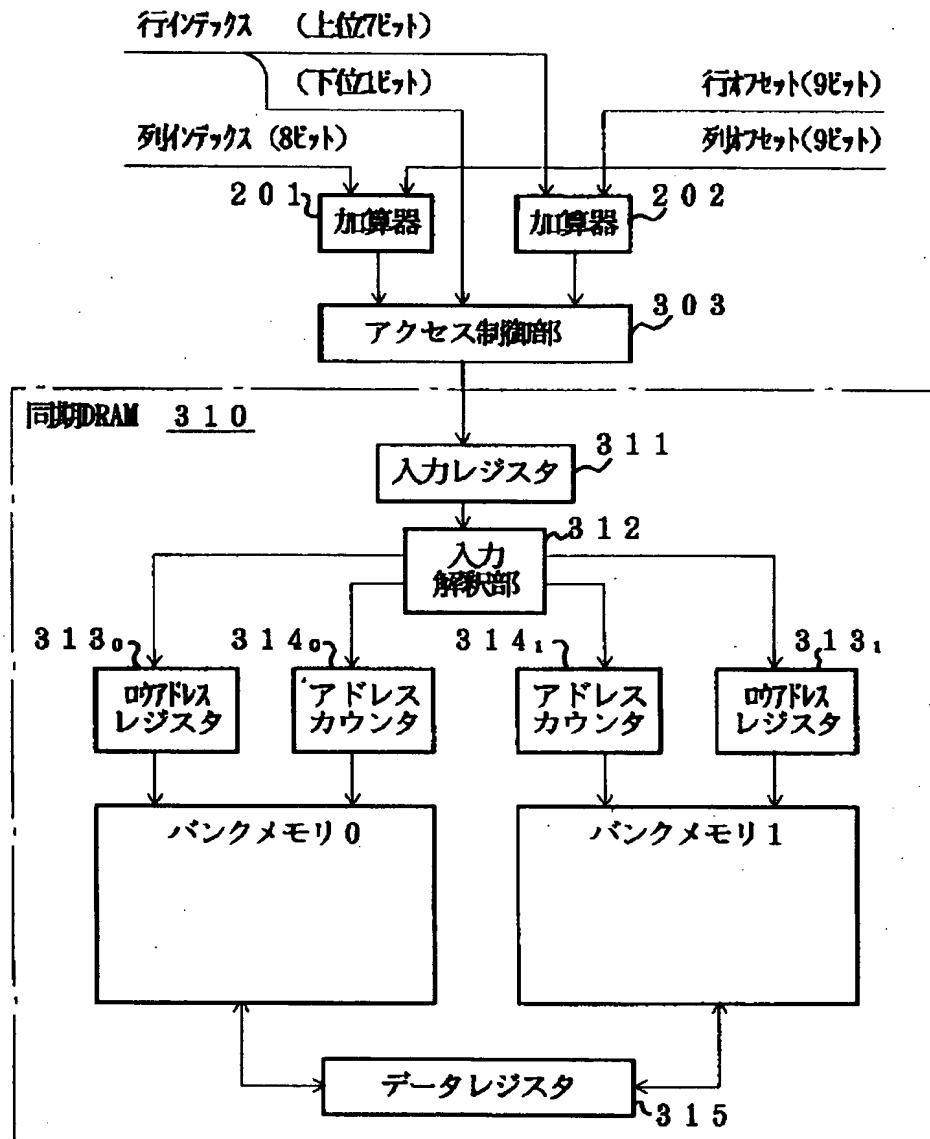 行インデックス (上位7ビット)
(下位1ビット)
行オフセット(9ビット)
列インデックス (8ビット)
列オフセット(9ビット)
201
202
加算器
加算器
303
アクセス制御部
同期DRAM 310
311
入力レジスタ
312
入力
解釈部
313₀
314₀
314₁
313₁
ロウアドレス
レジスタ
アドレス
カウンタ
アドレス
カウンタ
ロウアドレス
レジスタ
バンクメモリ0
バンクメモリ1
データレジスタ
315